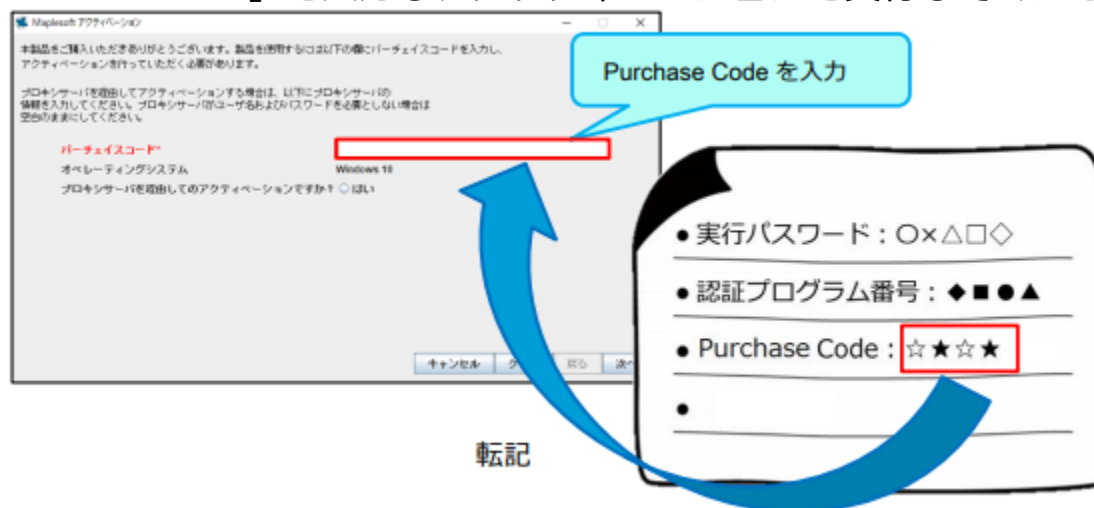 Maplesoft アクティベーション
本製品をご購入いただきありがとうございます。製品を使用するには以下の欄にパーチェイスコードを入力し、
アクティベーションを行っていただく必要があります。
プロキシサーバを経由してアクティベーションする場合は、以下にプロキシサーバの
情報を入力してください。プロキシサーバがユーザ名およびパスワードを必要としない場合は
空白のままにしてください。
パーチェイスコード*
オペレーティングシステム Windows 10
プロキシサーバを経由してのアクティベーションですか? はい
キャンセル 戻る
Purchase Code を入力
●実行パスワード:○×△□◇
●認証プログラム番号:◆■●▲
●Purchase Code:☆★☆★
●
転記